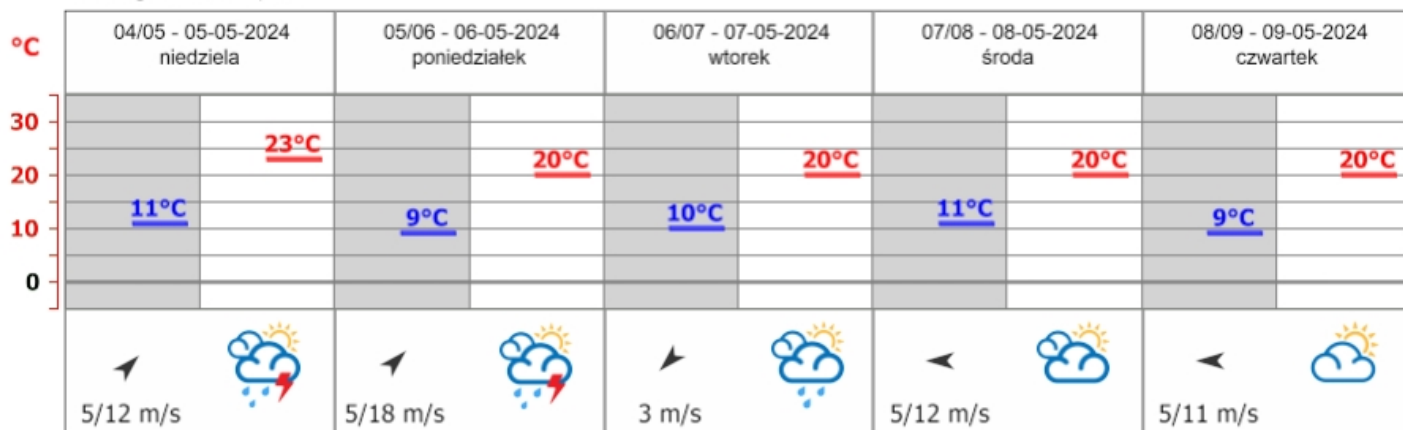 °C
04/05 - 05-05-2024
niedziela
05/06 - 06-05-2024
poniedziałek
06/07 - 07-05-2024
wtorek
07/08 - 08-05-2024
środa
08/09 - 09-05-2024
czwartek
30
20
10
0
11°C
23°C
9°C
20°C
10°C
20°C
11°C
20°C
9°C
20°C
5/12 m/s
5/18 m/s
3 m/s
5/12 m/s
5/11 m/s